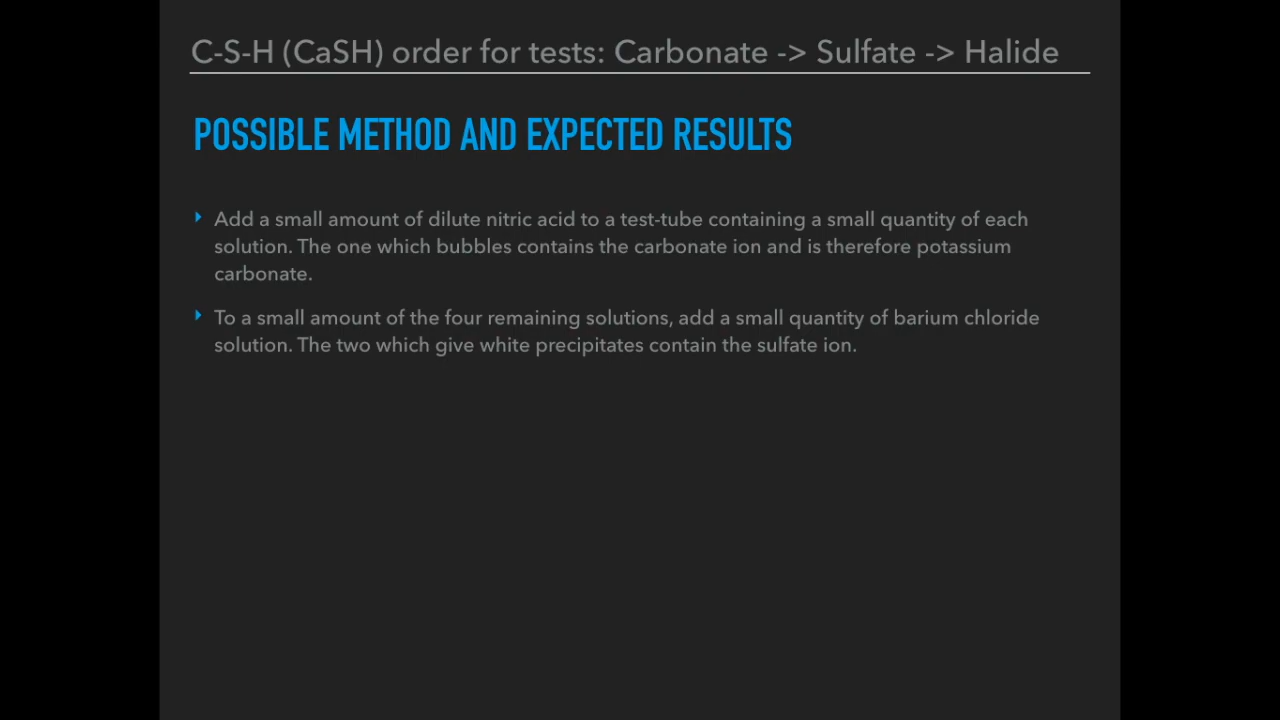 C-S-H (CaSH) order for tests: Carbonate -> Sulfate -> Halide
POSSIBLE METHOD AND EXPECTED RESULTS
Add a small amount of dilute nitric acid to a test-tube containing a small quantity of each
solution. The one which bubbles contains the carbonate ion and is therefore potassium
carbonate.
To a small amount of the four remaining solutions, add a small quantity of barium chloride
solution. The two which give white precipitates contain the sulfate ion.